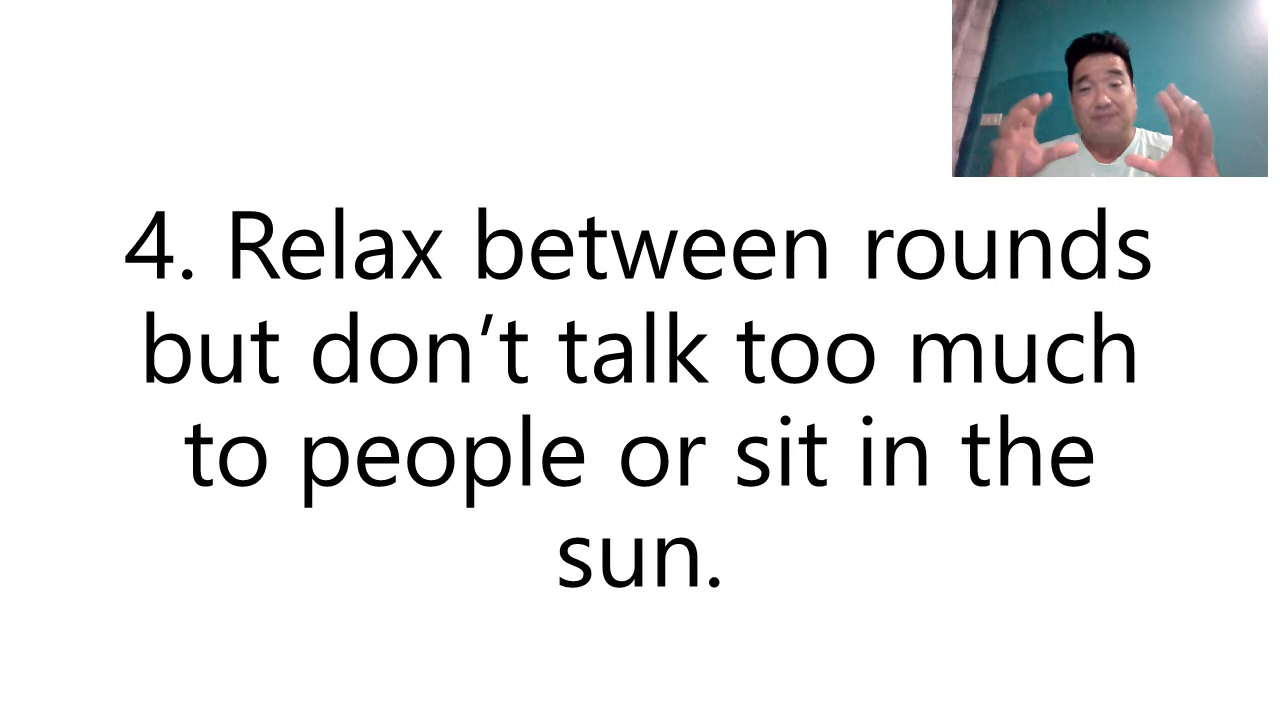 4. Relax between rounds
but don’t talk too much
to people or sit in the
sun.